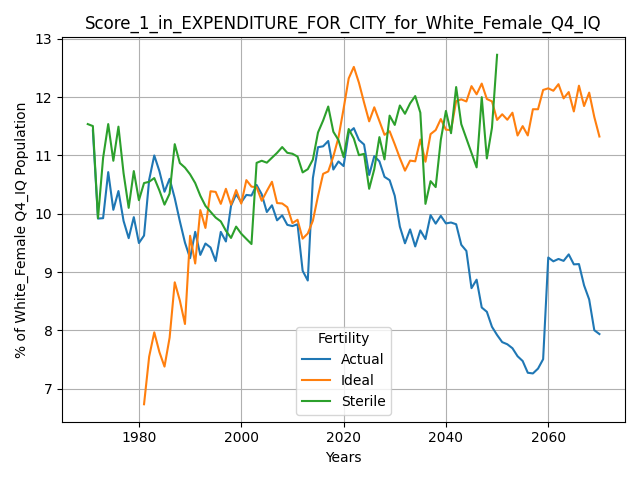 Score_1_in_EXPENDITURE_FOR_CITY_for_White_Female_Q4_IQ
% of White_Female Q4_IQ Population
13
12
11
10
9
8
7
Fertility
Actual
Ideal
Sterile
1980
2000
2020
2040
2060
Years